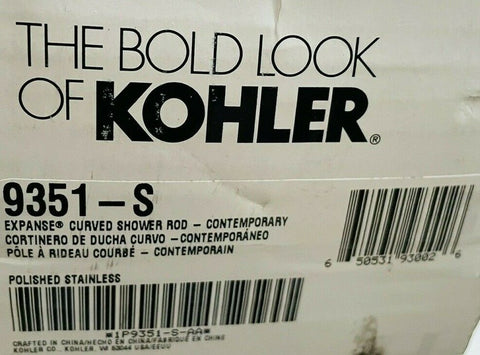 THE BOLD LOOK
OF KOHLER®
9351-S
EXPANSE® CURVED SHOWER ROD - CONTEMPORARY
CORTINERO DE DUCHA CURVO - CONTEMPORÁNEO
PÔLE À RIDEAU COURBÉ - CONTEMPORAIN
6 50531 93002 6
POLISHED STAINLESS
*1P9351-S-AA*
CRAFTED IN CHINA/HECHO EN CHINA/FABRIQUÉ EN CHINE
KOHLER CO., KOHLER, WI 53044 USA/EEUU